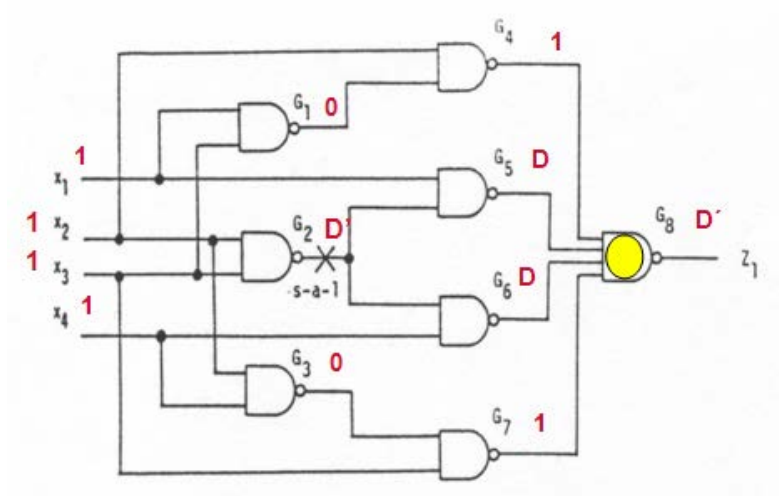 G4 1
G1 0
1
x1
G5 D
1 x2
G2 D'
G8 D´
1 x3
s-a-1
Z1
G6 D
x4 1
G3 0
G7 1